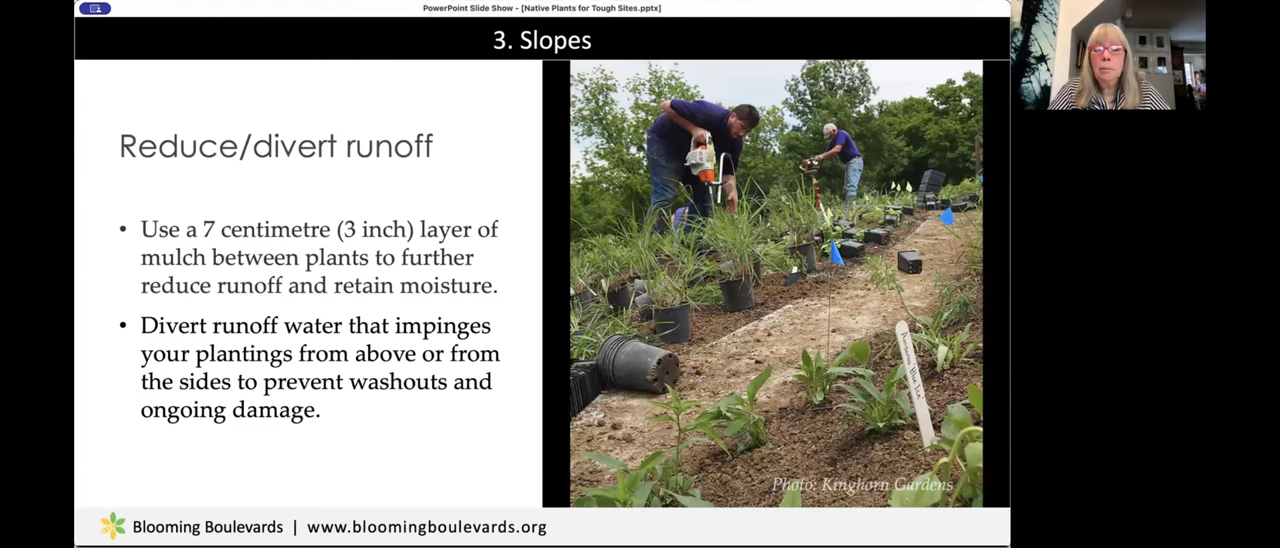 PowerPoint Slide Show - [Native Plants for Tough Sites.pptx]
3. Slopes
Reduce/divert runoff
• Use a 7 centimetre (3 inch) layer of
mulch between plants to further
reduce runoff and retain moisture.
• Divert runoff water that impinges
your plantings from above or from
the sides to prevent washouts and
ongoing damage.
Amsonia 'Blue Ice'
Photo: Kinghorn Gardens
Blooming Boulevards | www.bloomingboulevards.org